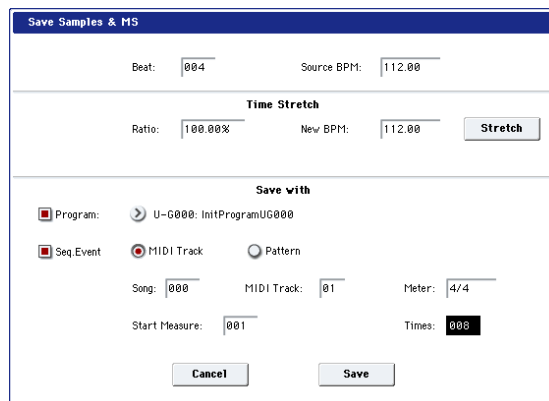 Save Samples & MS
Beat: 004 Source BPM: 112.00
Time Stretch
Ratio: 100.00% New BPM: 112.00 Stretch
Save with
Program: U-G000: InitProgramUG000
Seq.Event MIDI Track Pattern
Song: 000 MIDI Track: 01 Meter: 4/4
Start Measure: 001 Times: 008
Cancel Save